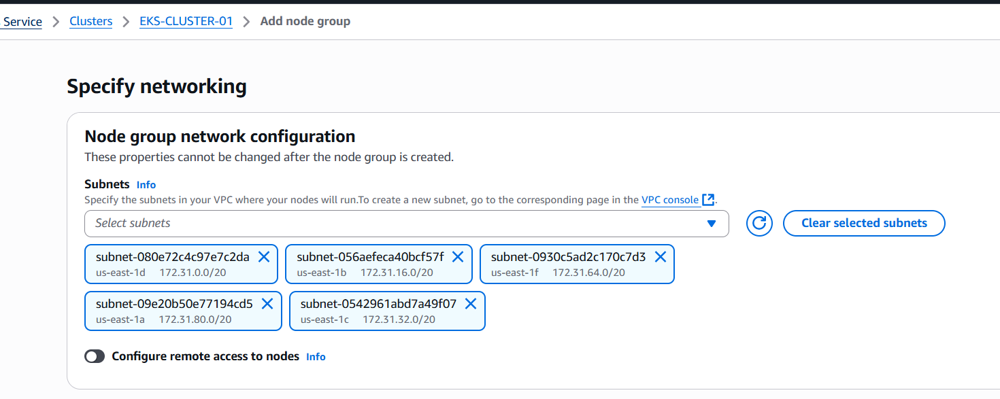 Service > Clusters > EKS-CLUSTER-01 > Add node group
Specify networking
Node group network configuration
These properties cannot be changed after the node group is created.
Subnets Info
Specify the subnets in your VPC where your nodes will run.To create a new subnet, go to the corresponding page in the VPC console.
Select subnets
Clear selected subnets
subnet-080e72c4c97e7c2da
us-east-1d 172.31.0.0/20
subnet-056aefeca40bcf57f
us-east-1b 172.31.16.0/20
subnet-0930c5ad2c170c7d3
us-east-1f 172.31.64.0/20
subnet-09e20b50e77194cd5
us-east-1a 172.31.80.0/20
subnet-0542961abd7a49f07
us-east-1c 172.31.32.0/20
Configure remote access to nodes Info